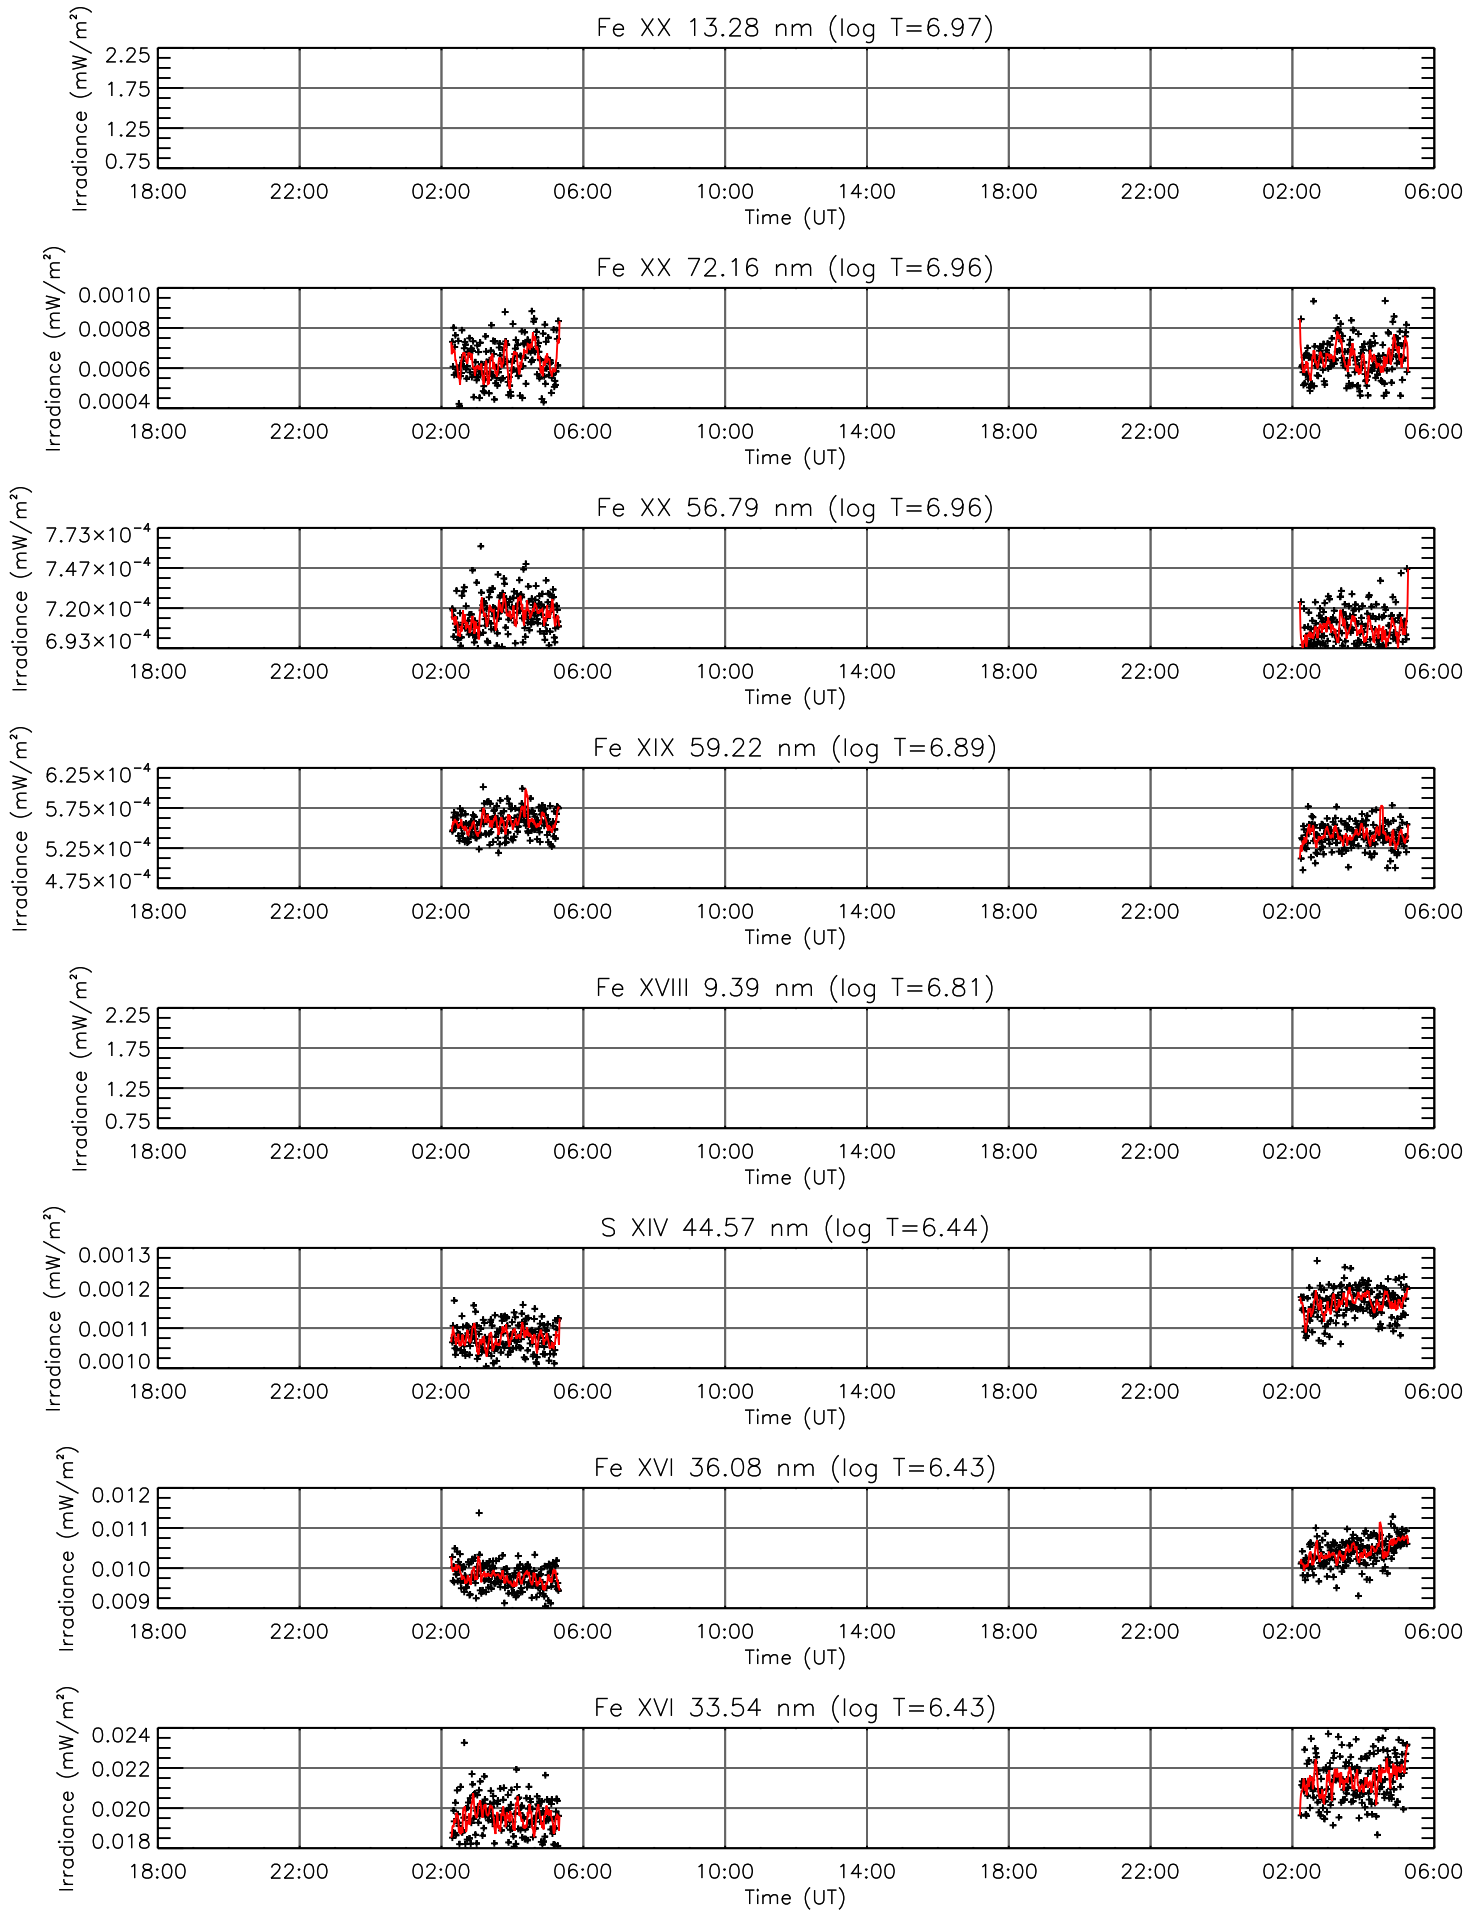 Fe XX 13.28 nm (log T=6.97)
Irradiance (mW/m²)
2.25
1.75
1.25
0.75
18:00 22:00 02:00 06:00 10:00 14:00 18:00 22:00 02:00 06:00
Time (UT)
Fe XX 72.16 nm (log T=6.96)
Irradiance (mW/m²)
0.0010
0.0008
0.0006
0.0004
18:00 22:00 02:00 06:00 10:00 14:00 18:00 22:00 02:00 06:00
Time (UT)
Fe XX 56.79 nm (log T=6.96)
Irradiance (mW/m²)
7.73×10⁻⁴
7.47×10⁻⁴
7.20×10⁻⁴
6.93×10⁻⁴
18:00 22:00 02:00 06:00 10:00 14:00 18:00 22:00 02:00 06:00
Time (UT)
Fe XIX 59.22 nm (log T=6.89)
Irradiance (mW/m²)
6.25×10⁻⁴
5.75×10⁻⁴
5.25×10⁻⁴
4.75×10⁻⁴
18:00 22:00 02:00 06:00 10:00 14:00 18:00 22:00 02:00 06:00
Time (UT)
Fe XVIII 9.39 nm (log T=6.81)
Irradiance (mW/m²)
2.25
1.75
1.25
0.75
18:00 22:00 02:00 06:00 10:00 14:00 18:00 22:00 02:00 06:00
Time (UT)
S XIV 44.57 nm (log T=6.44)
Irradiance (mW/m²)
0.0013
0.0012
0.0011
0.0010
18:00 22:00 02:00 06:00 10:00 14:00 18:00 22:00 02:00 06:00
Time (UT)
Fe XVI 36.08 nm (log T=6.43)
Irradiance (mW/m²)
0.012
0.011
0.010
0.009
18:00 22:00 02:00 06:00 10:00 14:00 18:00 22:00 02:00 06:00
Time (UT)
Fe XVI 33.54 nm (log T=6.43)
Irradiance (mW/m²)
0.024
0.022
0.020
0.018
18:00 22:00 02:00 06:00 10:00 14:00 18:00 22:00 02:00 06:00
Time (UT)